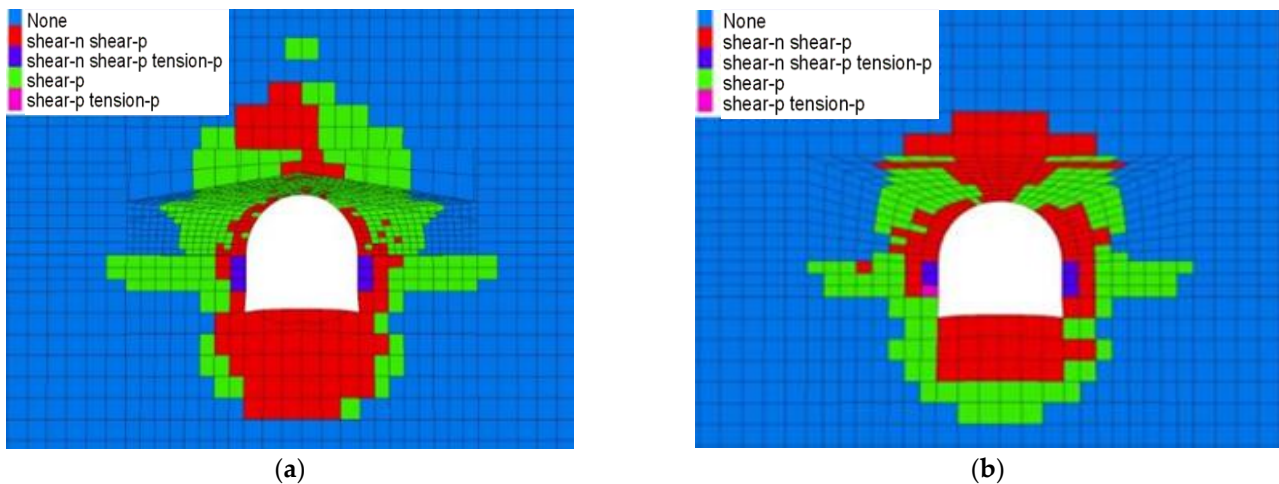 None
shear-n shear-p
shear-n shear-p tension-p
shear-p
shear-p tension-p
None
shear-n shear-p
shear-n shear-p tension-p
shear-p
shear-p tension-p
(a)
(b)